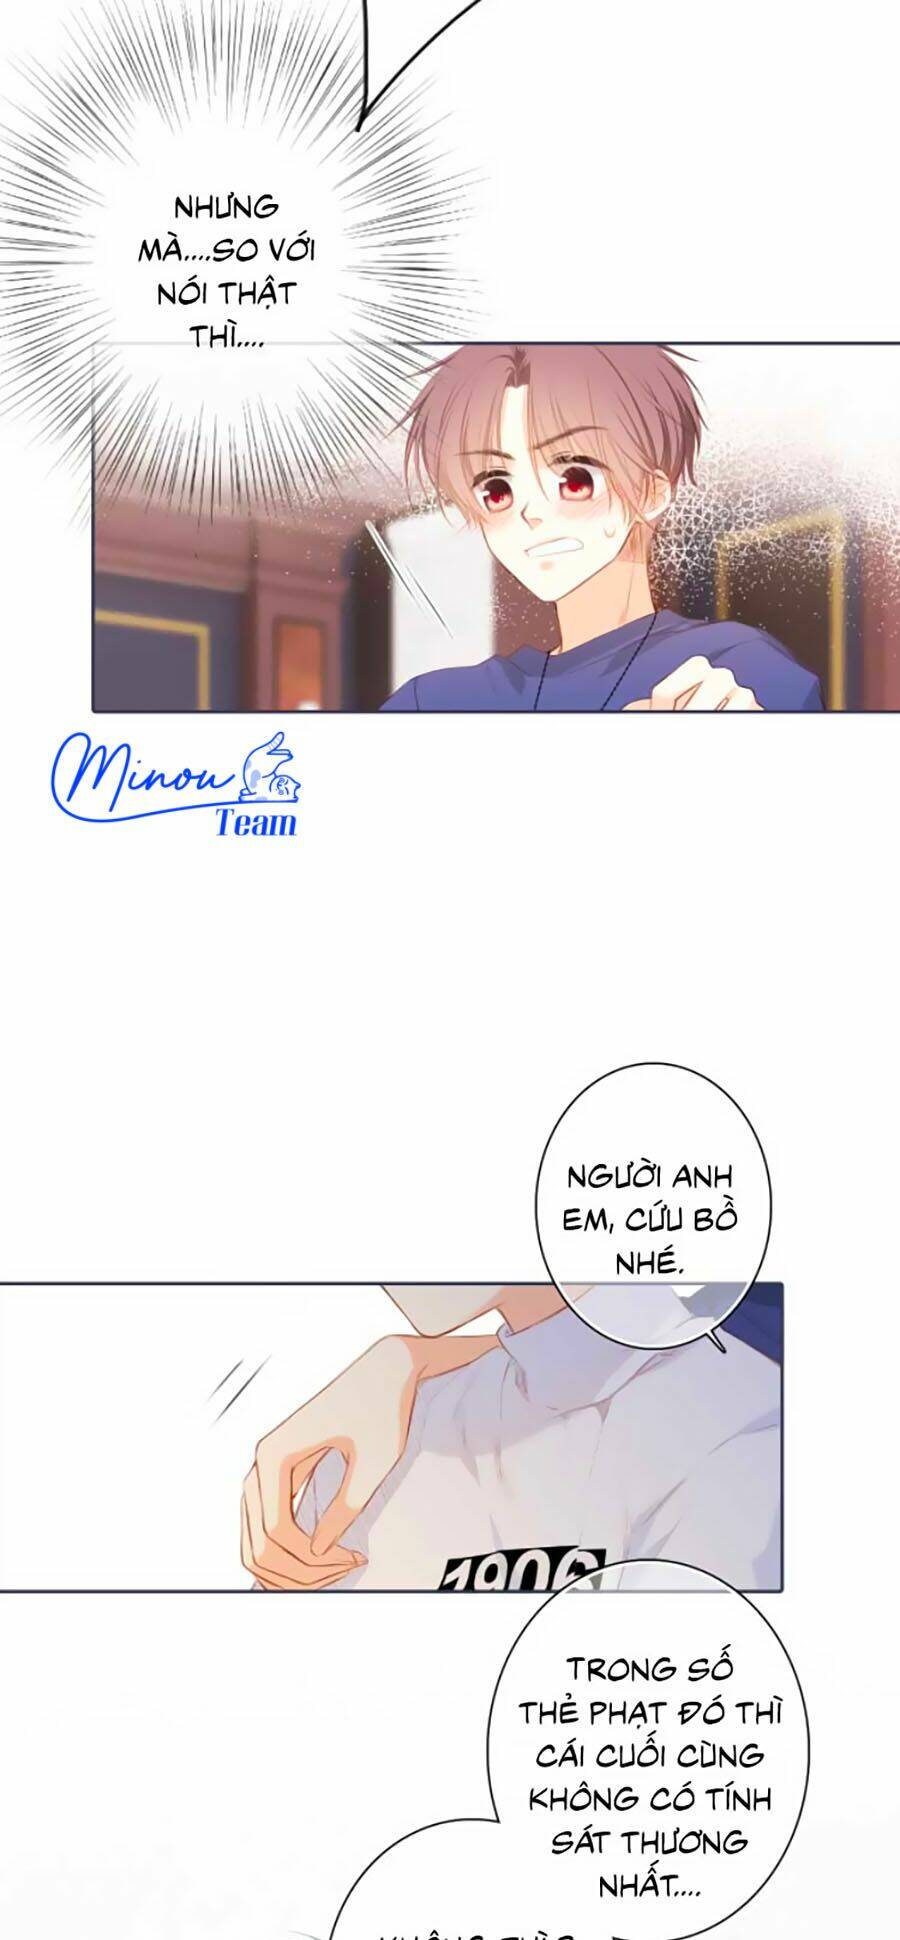 NHƯNG
MÀ....SO VỚI
NÓI THẬT
THÌ....
Minou
Team
NGƯỜI ANH
EM, CỨU BỒ
NHÉ.
1906
TRONG SỐ
THẺ PHẠT ĐÓ THÌ
CÁI CUỐI CÙNG
KHÔNG CÓ TÍNH
SÁT THƯƠNG
NHẤT....